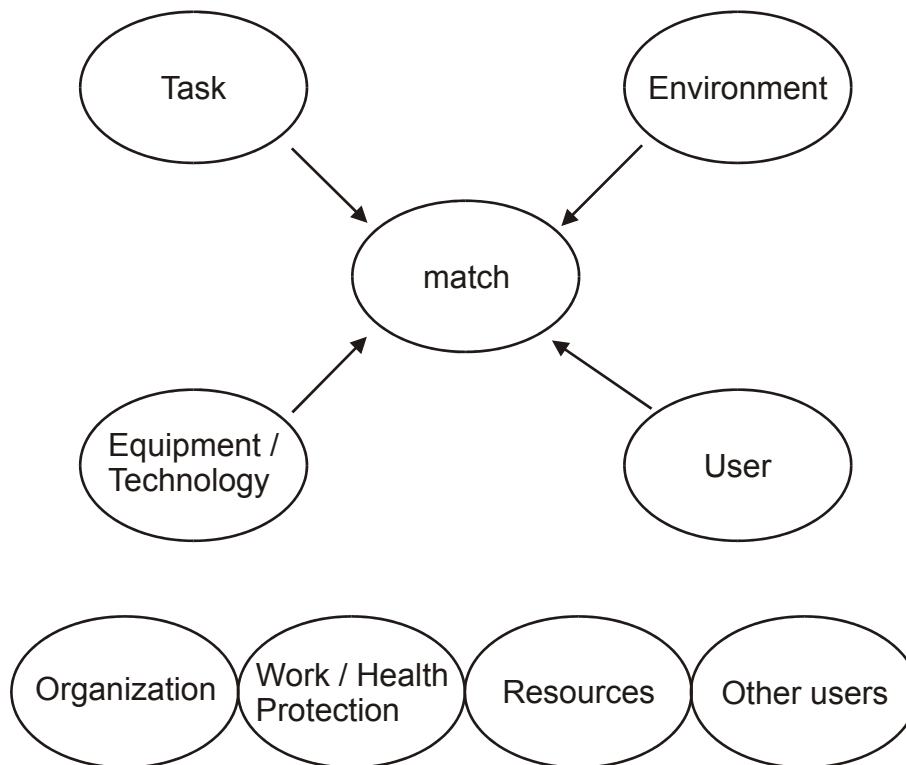 Task
Environment
match
Equipment /
Technology
User
Organization
Work / Health
Protection
Resources
Other users